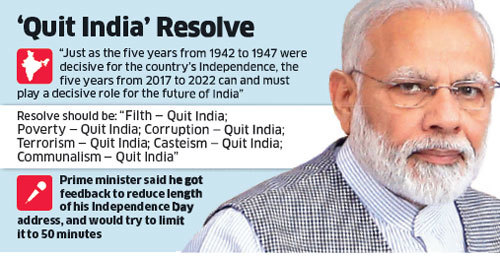 ‘Quit India’ Resolve
“Just as the five years from 1942 to 1947 were
decisive for the country’s Independence, the
five years from 2017 to 2022 can and must
play a decisive role for the future of India”
Resolve should be: “Filth – Quit India;
Poverty – Quit India; Corruption – Quit India;
Terrorism – Quit India; Casteism – Quit India;
Communalism – Quit India”
Prime minister said he got
feedback to reduce length
of his Independence Day
address, and would try to limit
it to 50 minutes